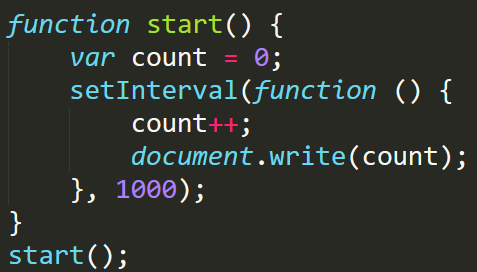 function start() {
    var count = 0;
    setInterval(function () {
        count++;
        document.write(count);
    }, 1000);
}
start();